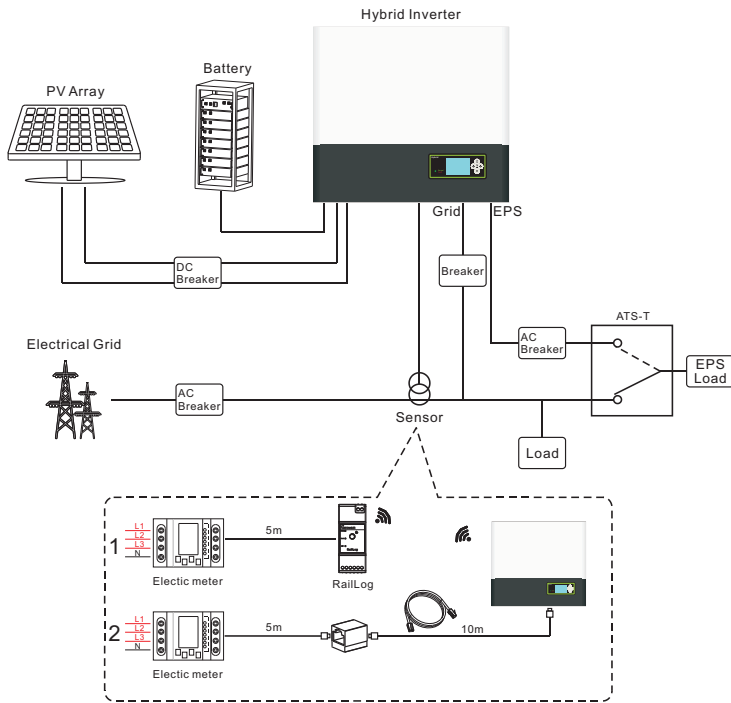 Hybrid Inverter
Battery
PV Array
Grid
EPS
DC
Breaker
Breaker
ATS-T
AC
Breaker
Electrical Grid
EPS
Load
AC
Breaker
Sensor
Load
1
L1
L2
L3
N
5m
Electic meter
RailLog
2
L1
L2
L3
N
5m
10m
Electic meter